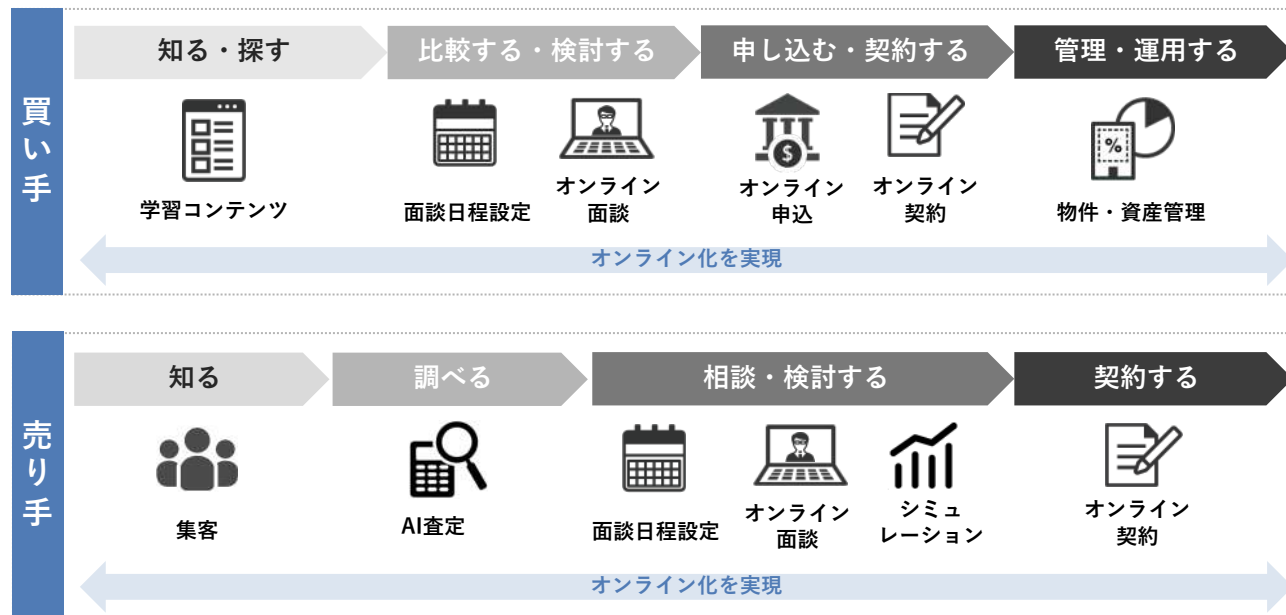 買い手
知る・探す
比較する・検討する
申し込む・契約する
管理・運用する
学習コンテンツ
面談日程設定
オンライン
面談
$
オンライン
申込
オンライン
契約
%
物件・資産管理
オンライン化を実現
売り手
知る
調べる
相談・検討する
契約する
集客
AI査定
面談日程設定
オンライン
面談
シミュ
レーション
オンライン
契約
オンライン化を実現